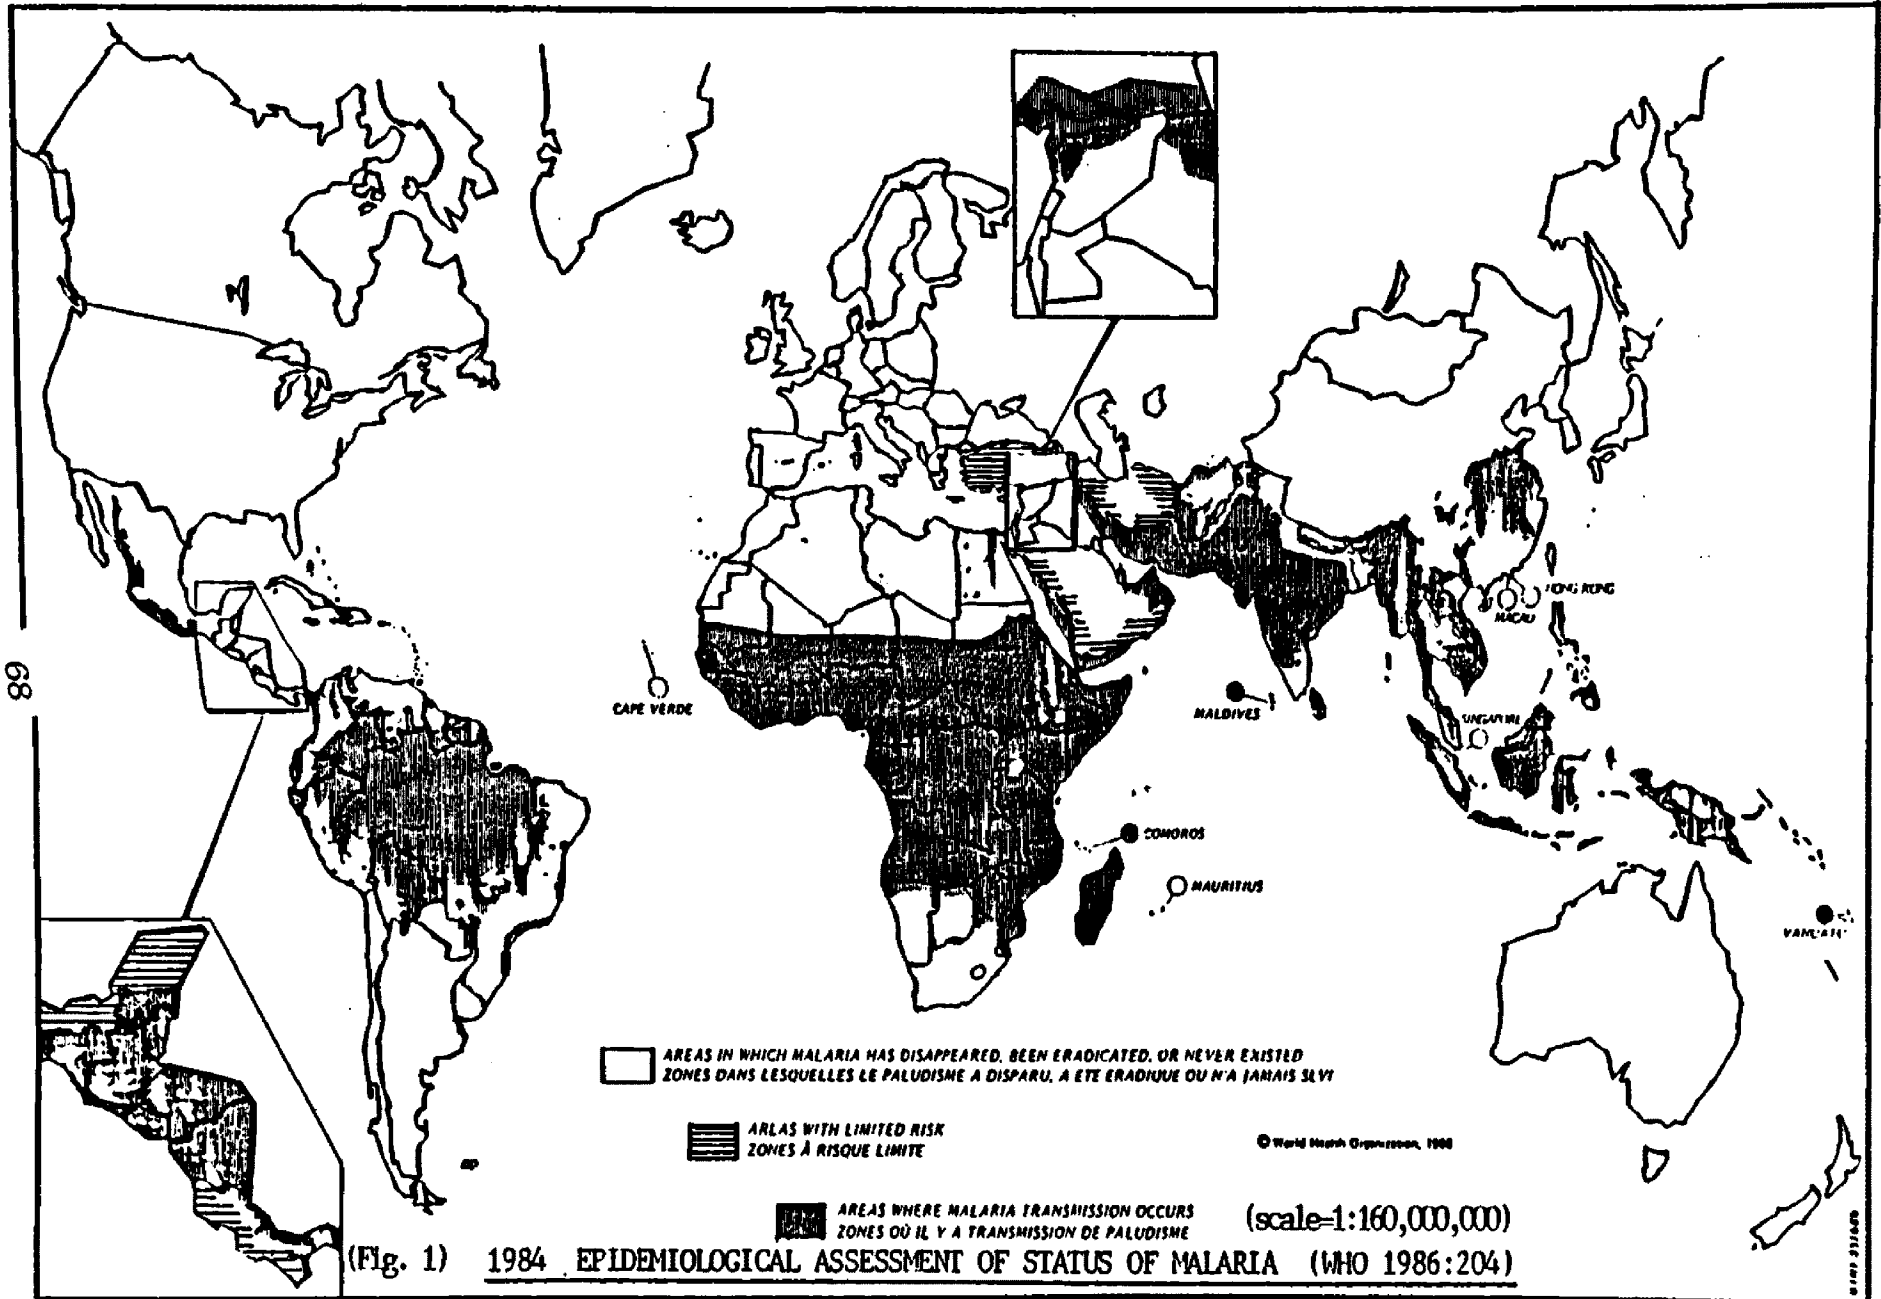 89
CAPE VERDE
MALDIVES
HONG KONG
MACAU
COMOROS
MAURITIUS
AREAS IN WHICH MALARIA HAS DISAPPEARED, BEEN ERADICATED, OR NEVER EXISTED
ZONES DANS LESQUELLES LE PALUDISME A DISPARU, A ETE ERADIQUE OU N'A JAMAIS SEVI
AREAS WITH LIMITED RISK
ZONES À RISQUE LIMITE
© World Health Organization,
AREAS WHERE MALARIA TRANSMISSION OCCURS
ZONES OÙ IL Y A TRANSMISSION DE PALUDISME
(scale=1:160,000,000)
(Fig. 1) 1984 EPIDEMIOLOGICAL ASSESSMENT OF STATUS OF MALARIA (WHO 1986:204)